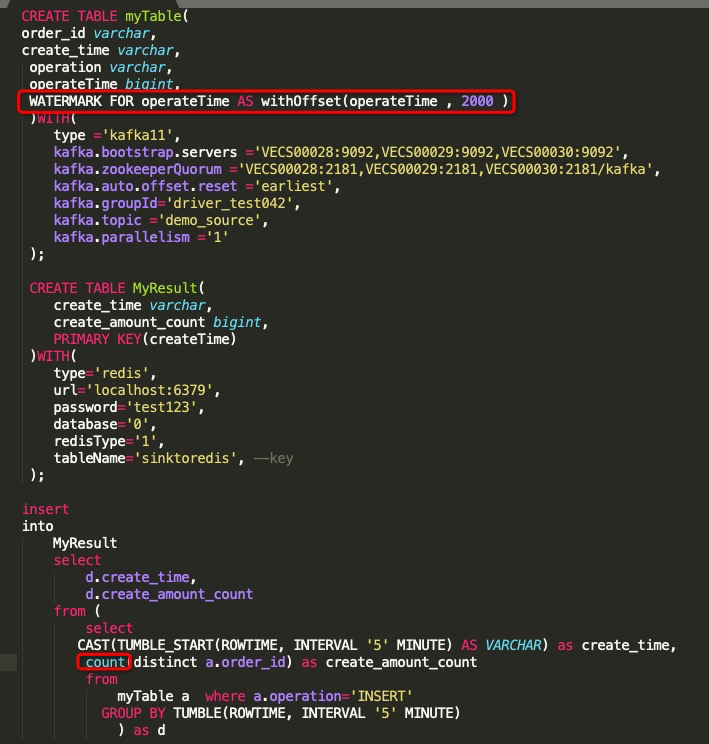 CREATE TABLE myTable(
order_id varchar,
create_time varchar,
operation varchar,
operateTime bigint,
WATERMARK FOR operateTime AS withOffset(operateTime , 2000 )
)WITH(
type ='kafka11',
kafka.bootstrap.servers ='VECS00028:9092,VECS00029:9092,VECS00030:9092',
kafka.zookeeperQuorum ='VECS00028:2181,VECS00029:2181,VECS00030:2181/kafka',
kafka.auto.offset.reset ='earliest',
kafka.groupId='driver_test042',
kafka.topic ='demo_source',
kafka.parallelism ='1'
);
CREATE TABLE MyResult(
create_time varchar,
create_amount_count bigint,
PRIMARY KEY(createTime)
)WITH(
type='redis',
url='localhost:6379',
password='test123',
database='0',
redisType='1',
tableName='sinktoredis', --key
);
insert
into
MyResult
select
d.create_time,
d.create_amount_count
from (
select
CAST(TUMBLE_START(ROWTIME, INTERVAL '5' MINUTE) AS VARCHAR) as create_time,
count(distinct a.order_id) as create_amount_count
from
myTable a  where a.operation='INSERT'
GROUP BY TUMBLE(ROWTIME, INTERVAL '5' MINUTE)
) as d